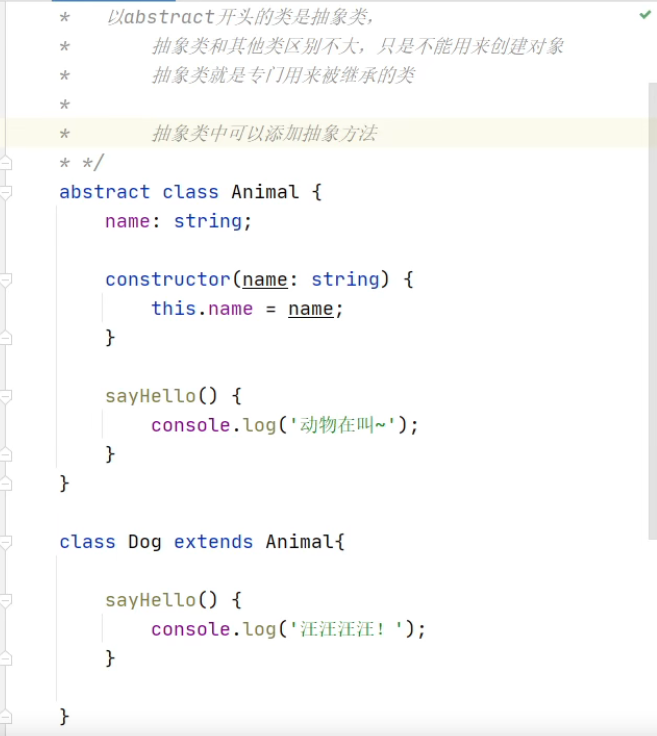 *   以abstract开头的类是抽象类，
*       抽象类和其他类区别不大，只是不能用来创建对象
*       抽象类就是专门用来被继承的类
*
*       抽象类中可以添加抽象方法
* */
abstract class Animal {
    name: string;

    constructor(name: string) {
        this.name = name;
    }

    sayHello() {
        console.log('动物在叫~');
    }
}

class Dog extends Animal{

    sayHello() {
        console.log('汪汪汪汪！');
    }

}